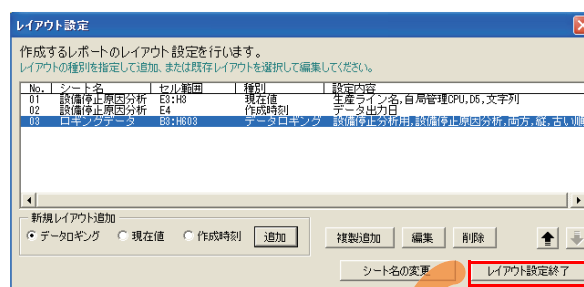 レイアウト設定
作成するレポートのレイアウト設定を行います。
レイアウトの種別を指定して追加、または既存レイアウトを選択して編集してください。
No. シート名 セル範囲 種別 設定内容
01 設備停止原因分析 E3:H3 現在値 生産ライン名,自局管理CPU,D5,文字列
02 設備停止原因分析 E4 作成時刻 データ出力日
03 ロギングデータ B3:H603 データロギング 設備停止分析用,設備停止原因分析,両方,縦,古い順
新規レイアウト追加
データロギング 現在値 作成時刻 追加 複製追加 編集 削除
シート名の変更 レイアウト設定終了